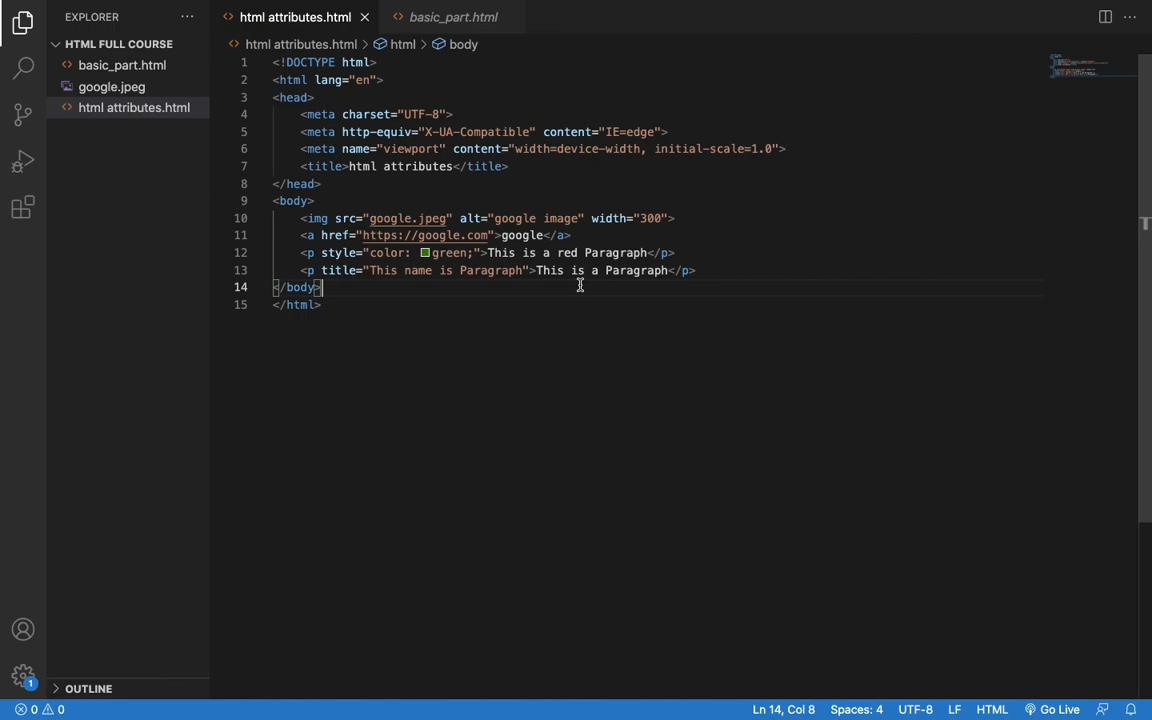 EXPLORER ···
HTML FULL COURSE
basic_part.html
google.jpeg
html attributes.html
OUTLINE
html attributes.html basic_part.html ···
html attributes.html > html > body
1 <!DOCTYPE html>
2 <html lang="en">
3 <head>
4 <meta charset="UTF-8">
5 <meta http-equiv="X-UA-Compatible" content="IE=edge">
6 <meta name="viewport" content="width=device-width, initial-scale=1.0">
7 <title>html attributes</title>
8 </head>
9 <body>
10 <img src="google.jpeg" alt="google image" width="300">
11 <a href="https://google.com">google</a>
12 <p style="color: green;">This is a red Paragraph</p>
13 <p title="This name is Paragraph">This is a Paragraph</p>
14 </body>
15 </html>
1
0 0 Ln 14, Col 8 Spaces: 4 UTF-8 LF HTML Go Live